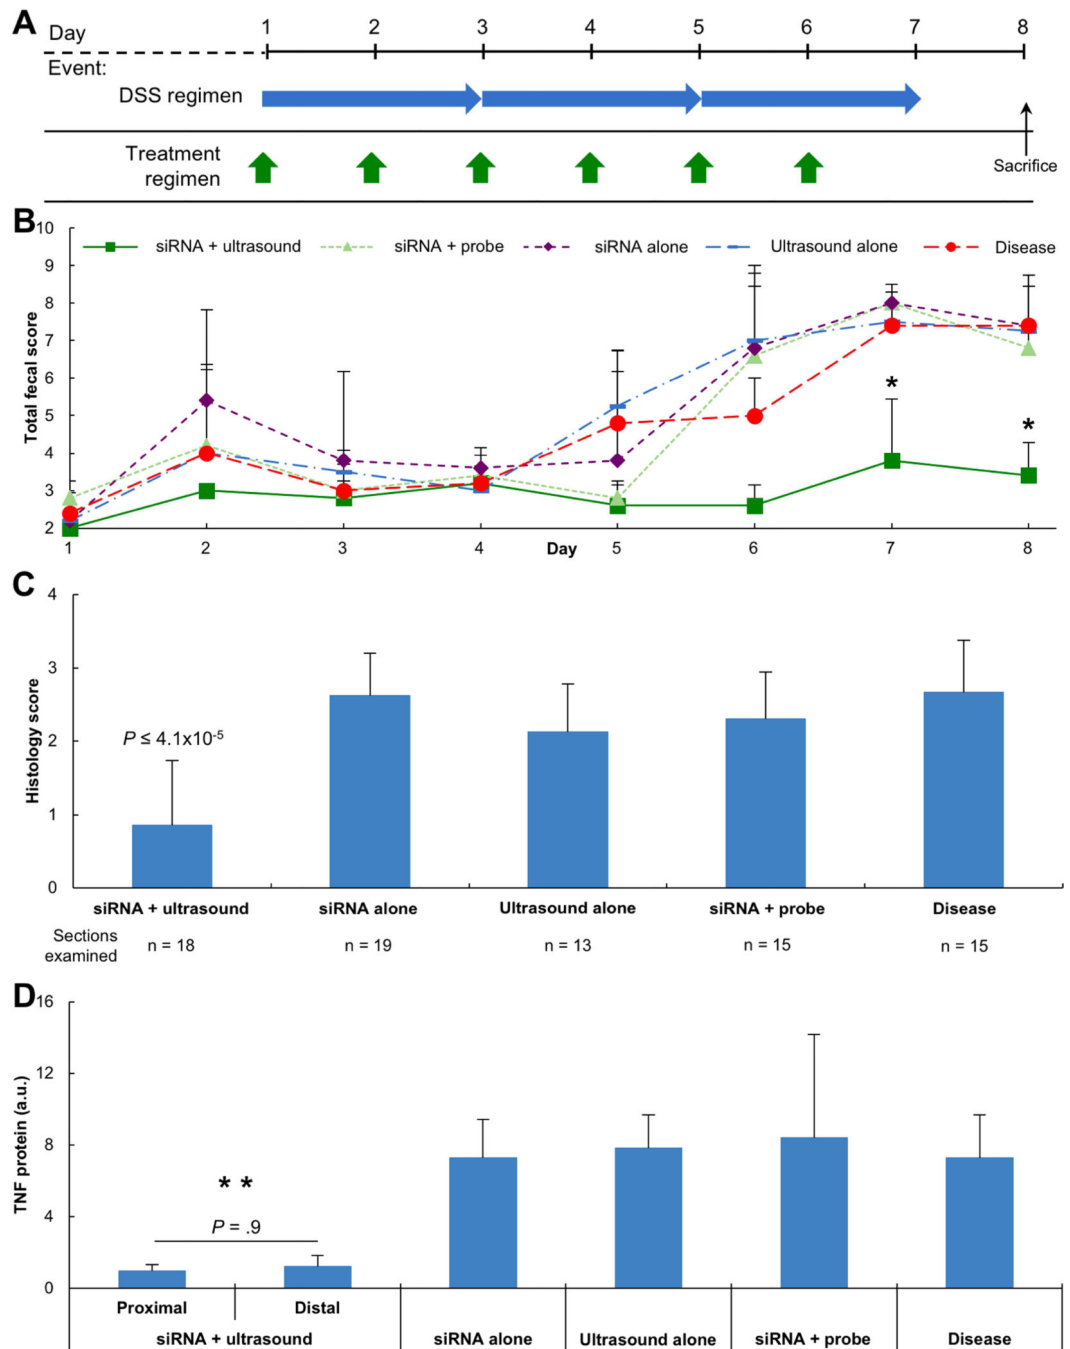 A
Day 1 2 3 4 5 6 7 8
Event:
DSS regimen
Treatment
regimen
Sacrifice
B
siRNA + ultrasound siRNA + probe siRNA alone Ultrasound alone Disease
Total fecal score
10
9
8
7
6
5
4
3
2
*
*
1 2 3 4 5 6 7 8
Day
C
Histology score
4
3
2
1
0
P ≤ 4.1x10-5
siRNA + ultrasound siRNA alone Ultrasound alone siRNA + probe Disease
Sections
examined
n = 18 n = 19 n = 13 n = 15 n = 15
D
TNF protein (a.u.)
16
12
8
4
0
* *
P = .9
Proximal Distal
siRNA + ultrasound siRNA alone Ultrasound alone siRNA + probe Disease